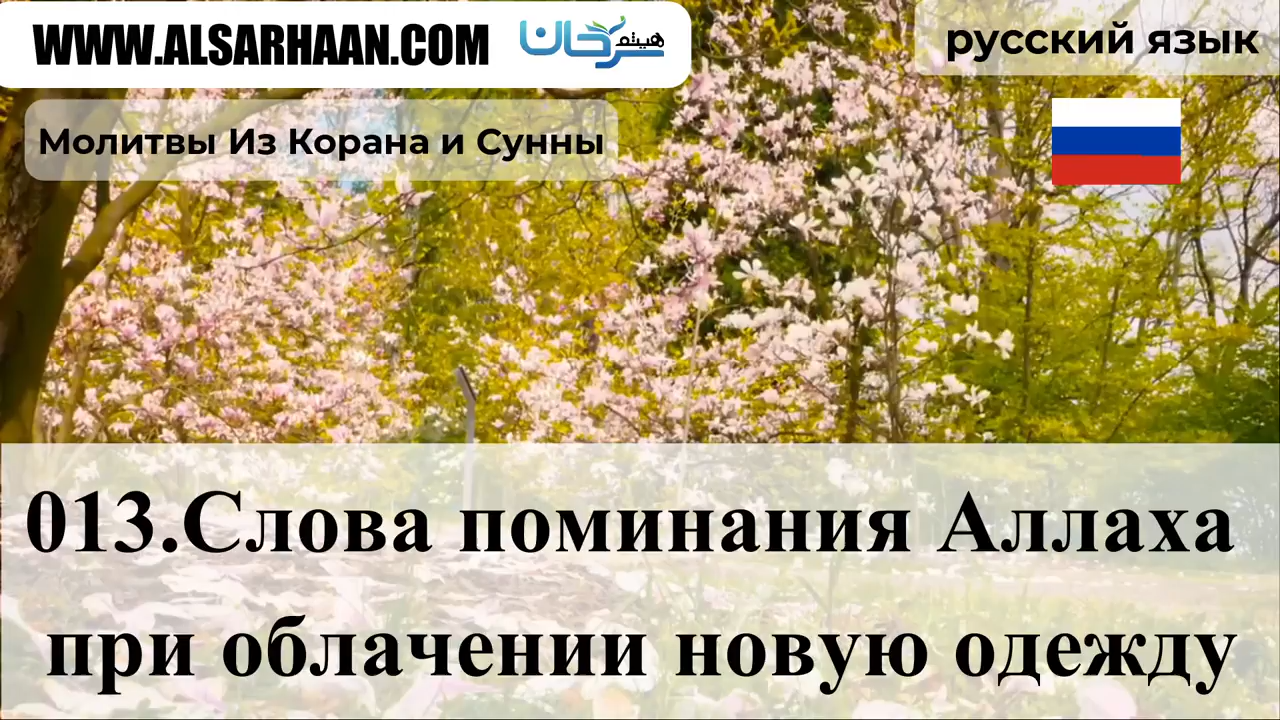 WWW.ALSARHAAN.COM
هيثم سرحان
русский язык
Молитвы Из Корана и Сунны
013.Слова поминания Аллаха
при облачении новую одежду